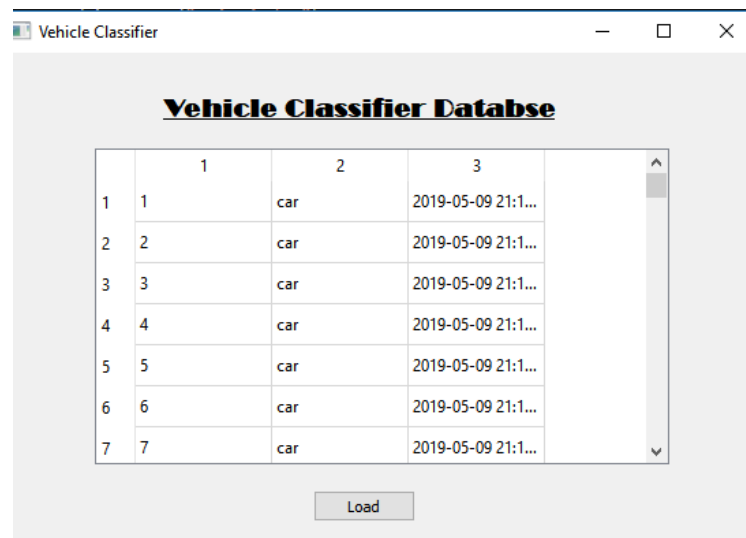 Vehicle Classifier
Vehicle Classifier Databse
1 2 3
1 1 car 2019-05-09 21:1...
2 2 car 2019-05-09 21:1...
3 3 car 2019-05-09 21:1...
4 4 car 2019-05-09 21:1...
5 5 car 2019-05-09 21:1...
6 6 car 2019-05-09 21:1...
7 7 car 2019-05-09 21:1...
Load